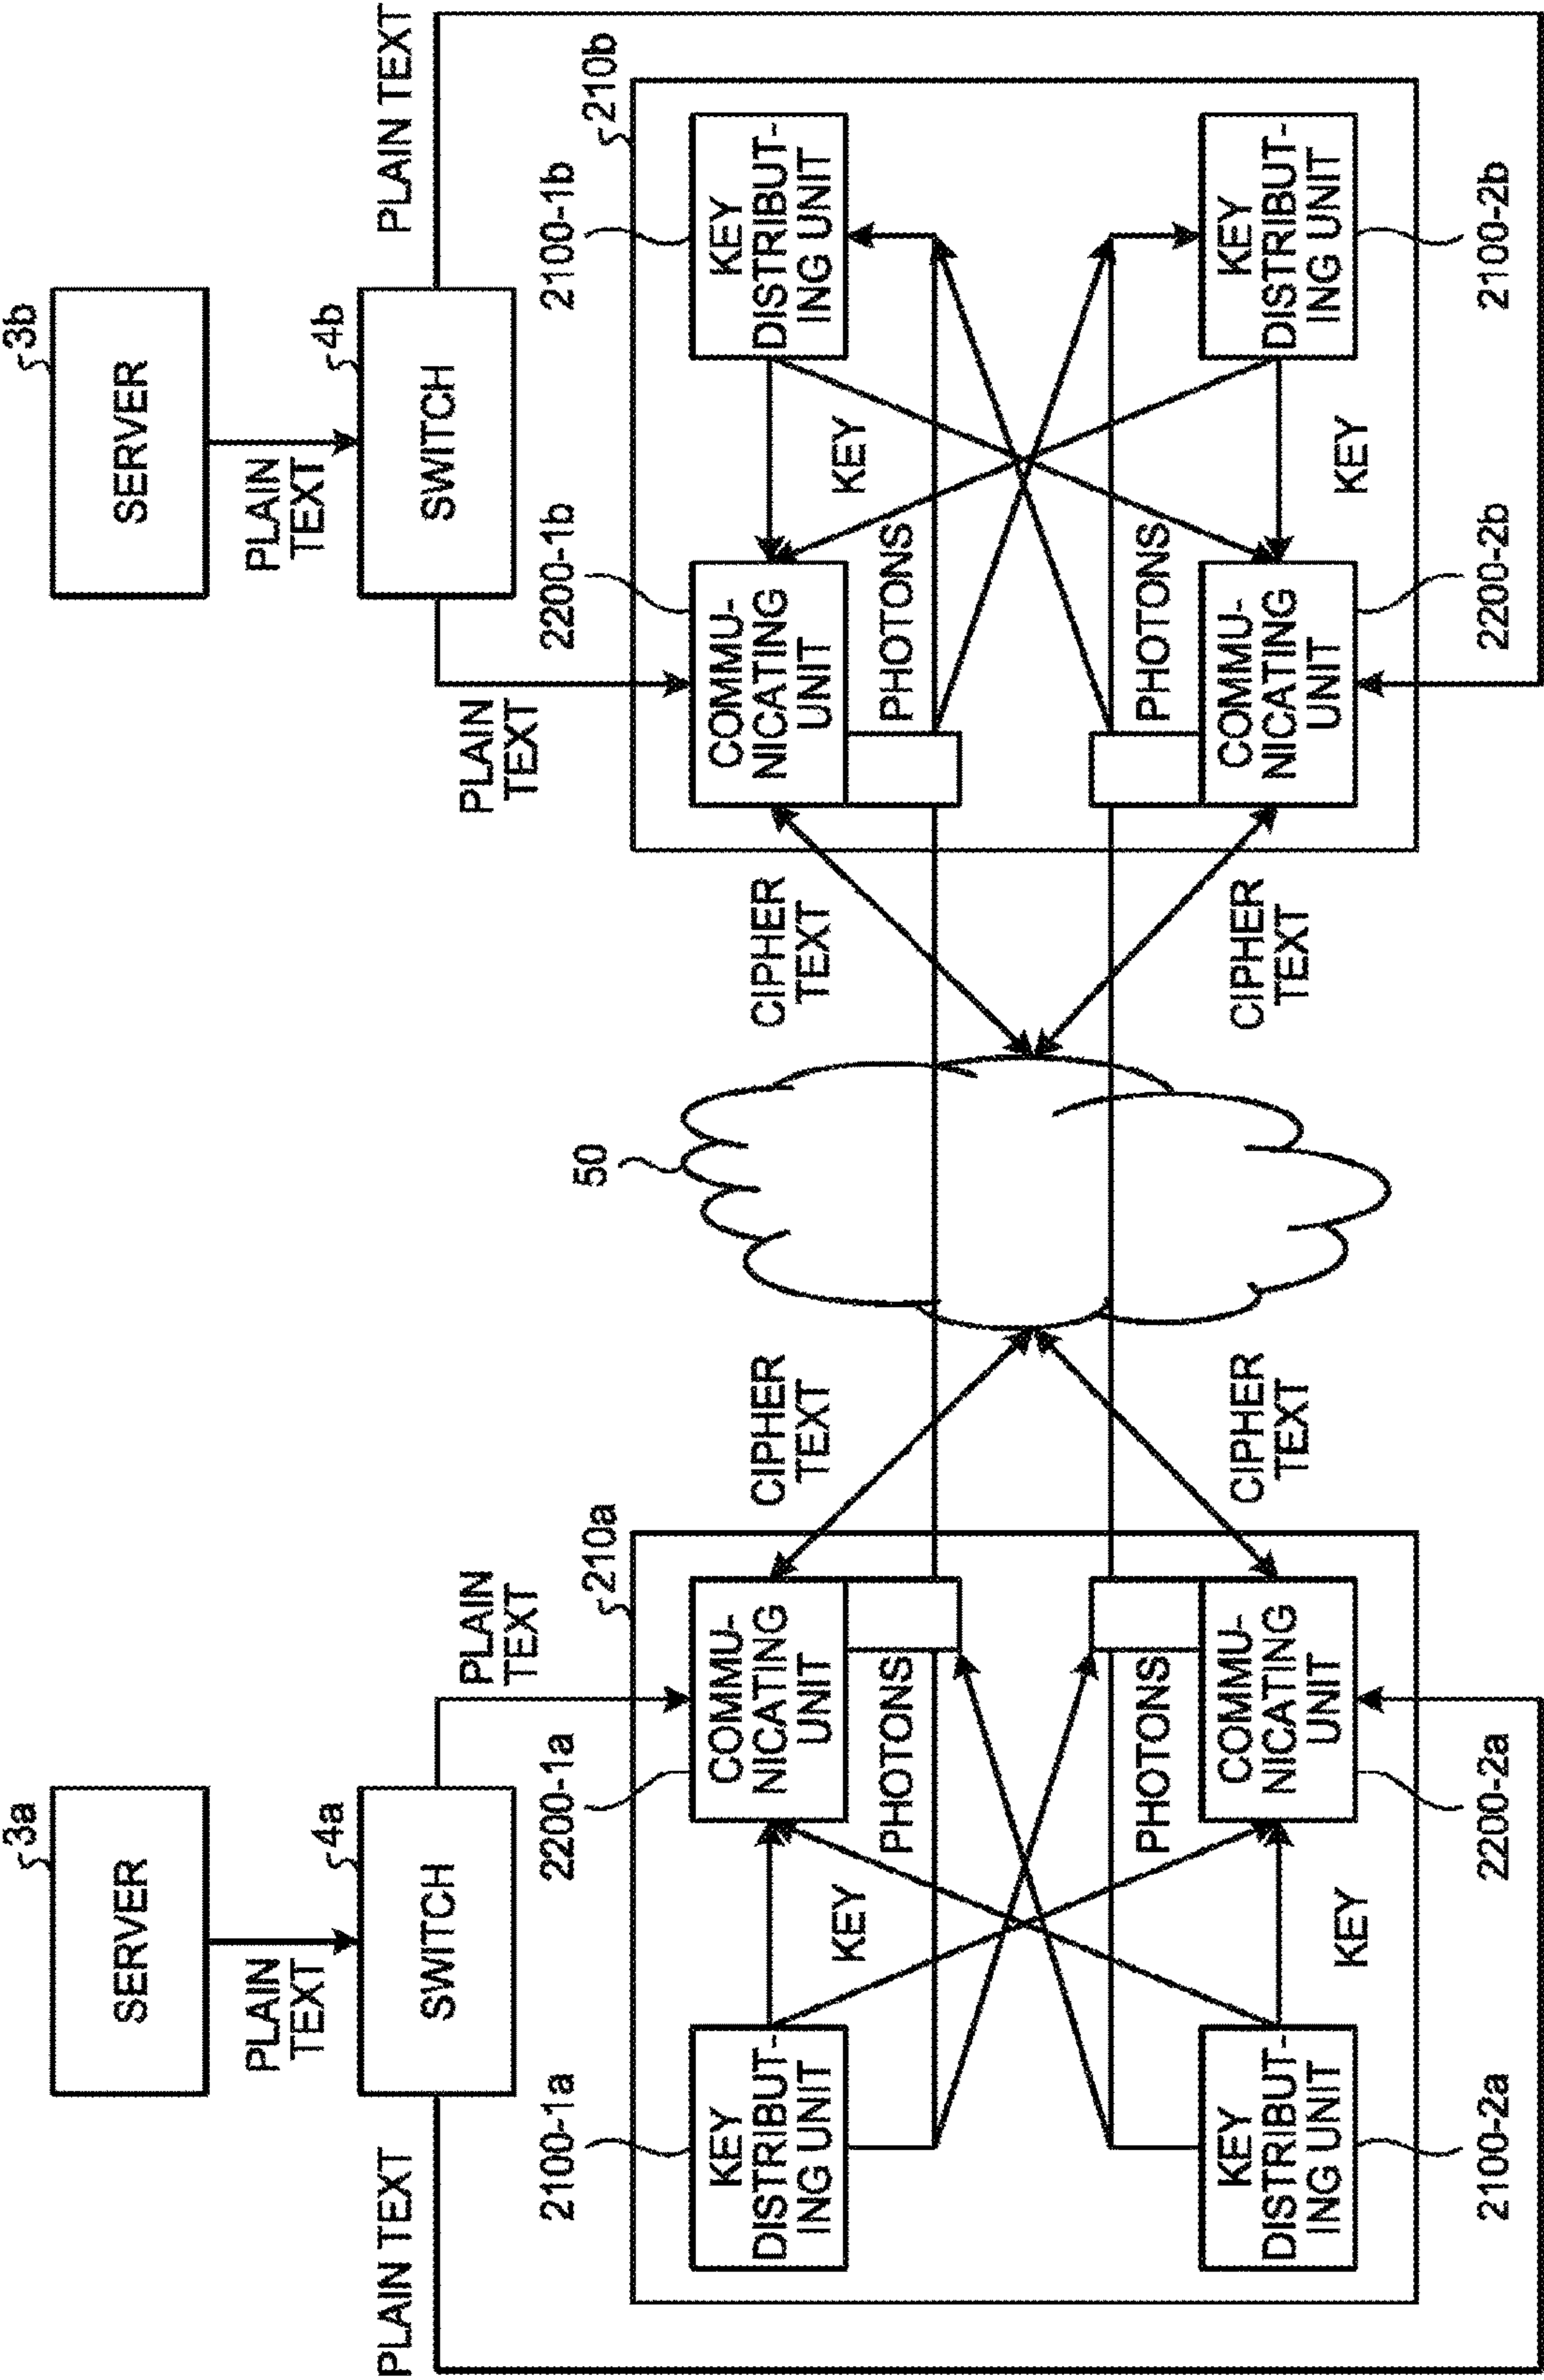 3a
SERVER
PLAIN
TEXT
4a
SWITCH
PLAIN TEXT
PLAIN
TEXT
210a
2100-1a
KEY
DISTRIBUT-
ING UNIT
2200-1a
COMMU-
NICATING
UNIT
KEY
PHOTONS
PHOTONS
KEY
KEY
DISTRIBUT-
ING UNIT
2100-2a
COMMU-
NICATING
UNIT
2200-2a
CIPHER
TEXT
CIPHER
TEXT
50
CIPHER
TEXT
CIPHER
TEXT
3b
SERVER
PLAIN
TEXT
4b
SWITCH
PLAIN
TEXT
PLAIN TEXT
210b
2200-1b
COMMU-
NICATING
UNIT
2100-1b
KEY
DISTRIBUT-
ING UNIT
KEY
PHOTONS
PHOTONS
KEY
COMMU-
NICATING
UNIT
2200-2b
KEY
DISTRIBUT-
ING UNIT
2100-2b